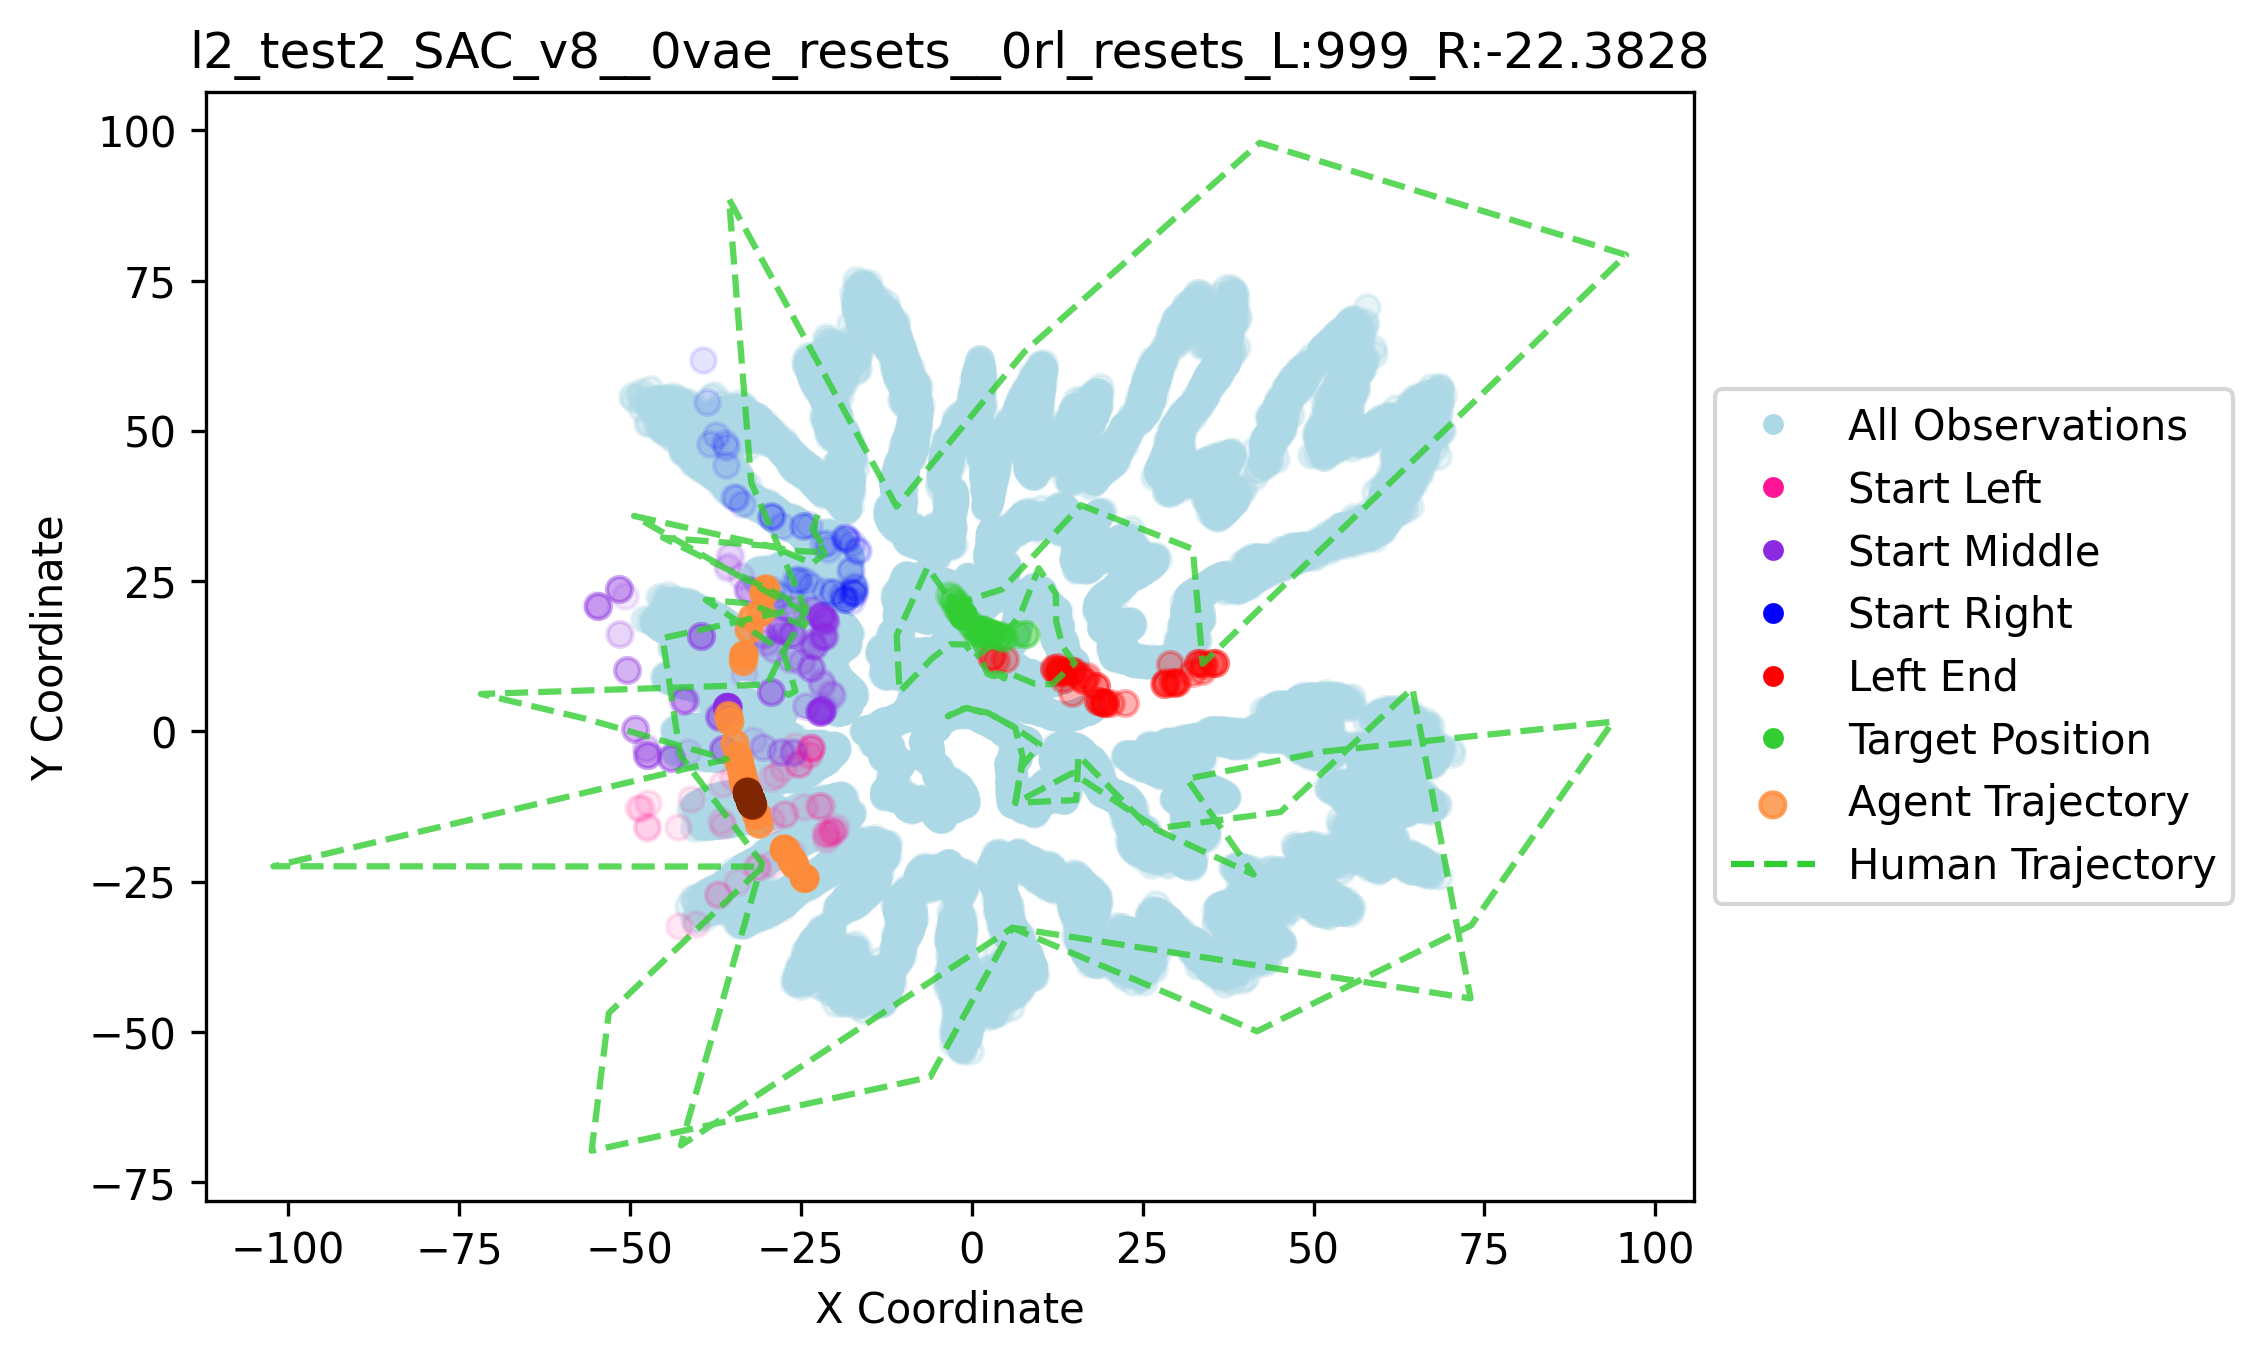 l2_test2_SAC_v8__0vae_resets__0rl_resets_L:999_R:-22.3828
100
75
50
25
0
−25
−50
−75
Y Coordinate
−100
−75
−50
−25
0
25
50
75
100
X Coordinate
All Observations
Start Left
Start Middle
Start Right
Left End
Target Position
Agent Trajectory
Human Trajectory